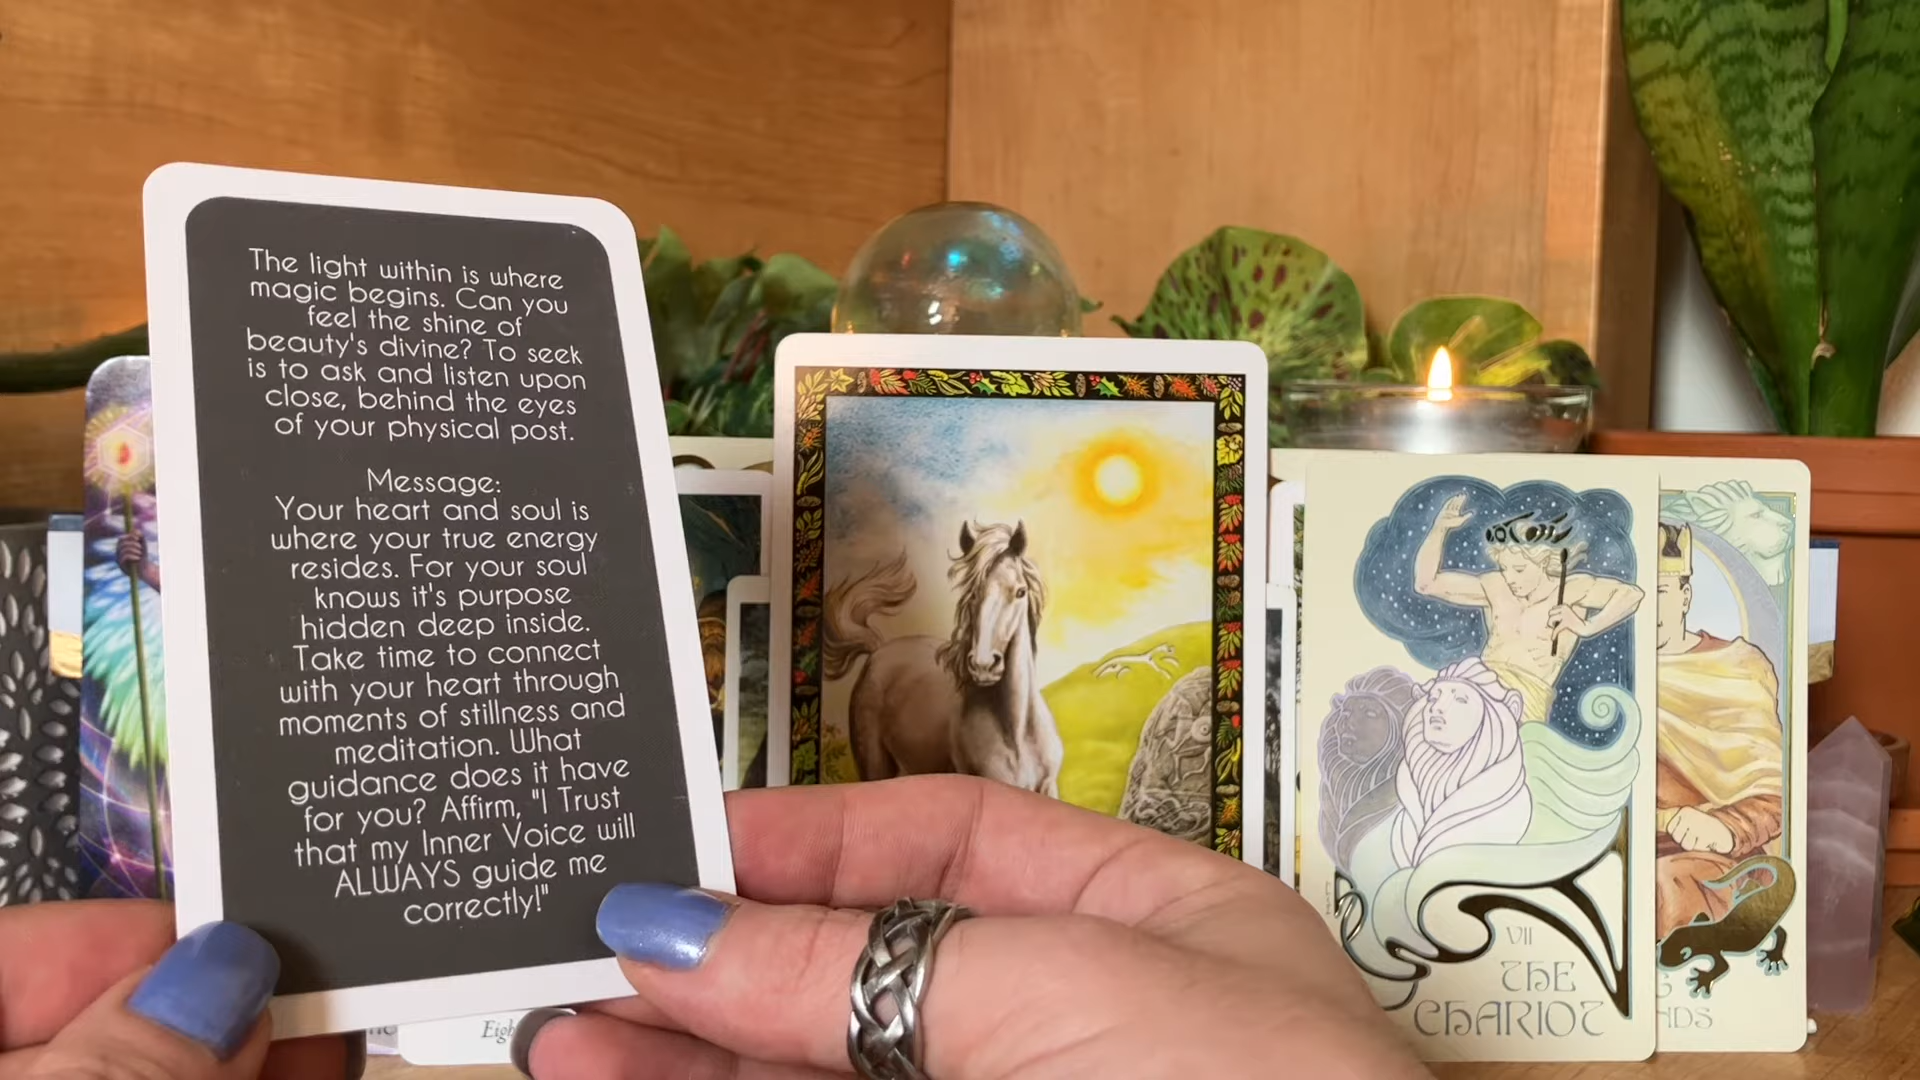 The light within is where
magic begins. Can you
feel the shine of
beauty's divine? To seek
is to ask and listen upon
close, behind the eyes
of your physical post.
Message:
Your heart and soul is
where your true energy
resides. For your soul
knows it's purpose
hidden deep inside.
Take time to connect
with your heart through
moments of stillness and
meditation. What
guidance does it have
for you? Affirm, "I Trust
that my Inner Voice will
ALWAYS guide me
correctly!"
VII
THE
CHARIOT